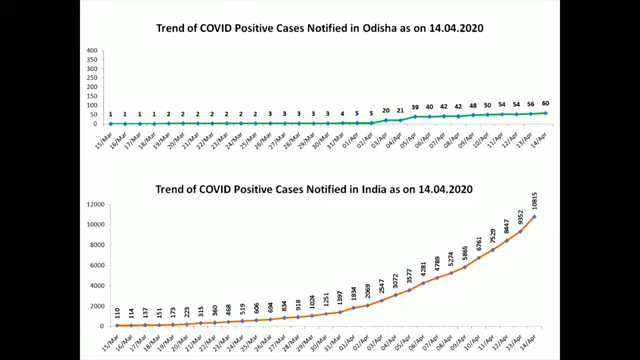 Trend of COVID Positive Cases Notified in Odisha as on 14.04.2020
400
350
300
250
200
150
100
50
0
1 1 1 1 2 2 2 2 2 2 2 3 3 3 3 3 4 5 5 20 21 39 40 42 42 48 50 54 54 56 60
15/Mar 16/Mar 17/Mar 18/Mar 19/Mar 20/Mar 21/Mar 22/Mar 23/Mar 24/Mar 25/Mar 26/Mar 27/Mar 28/Mar 29/Mar 30/Mar 31/Mar 01/Apr 02/Apr 03/Apr 04/Apr 05/Apr 06/Apr 07/Apr 08/Apr 09/Apr 10/Apr 11/Apr 12/Apr 13/Apr 14/Apr
Trend of COVID Positive Cases Notified in India as on 14.04.2020
12000
10000
8000
6000
4000
2000
0
110 114 137 151 173 223 315 360 468 519 606 694 834 918 1024 1251 1397 1834 2069 2547 3072 3577 4281 4789 5274 5865 6761 7529 8447 9352 10815
15/Mar 16/Mar 17/Mar 18/Mar 19/Mar 20/Mar 21/Mar 22/Mar 23/Mar 24/Mar 25/Mar 26/Mar 27/Mar 28/Mar 29/Mar 30/Mar 31/Mar 01/Apr 02/Apr 03/Apr 04/Apr 05/Apr 06/Apr 07/Apr 08/Apr 09/Apr 10/Apr 11/Apr 12/Apr 13/Apr 14/Apr